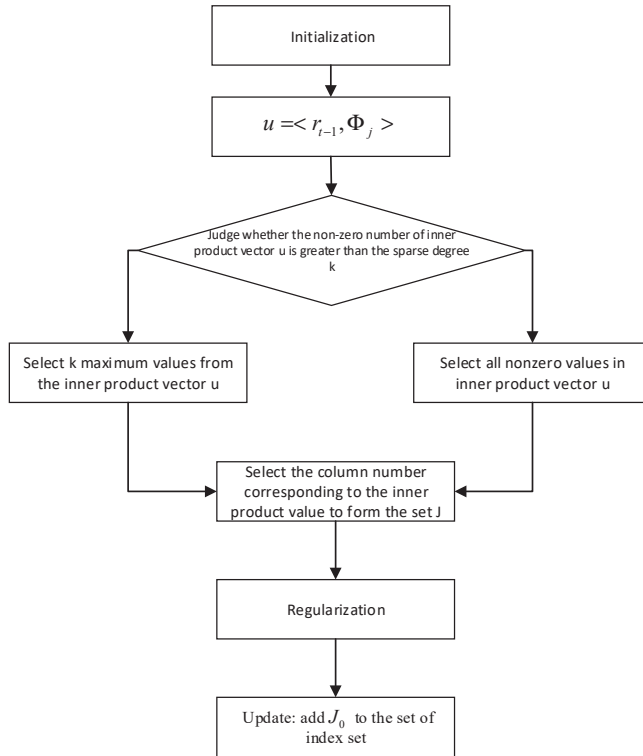 Initialization
u =< r_{t−1}, Φ_j >
Judge whether the non-zero number of inner
product vector u is greater than the sparse degree
k
Select k maximum values from
the inner product vector u
Select all nonzero values in
inner product vector u
Select the column number
corresponding to the inner
product value to form the set J
Regularization
Update: add J_0 to the set of
index set